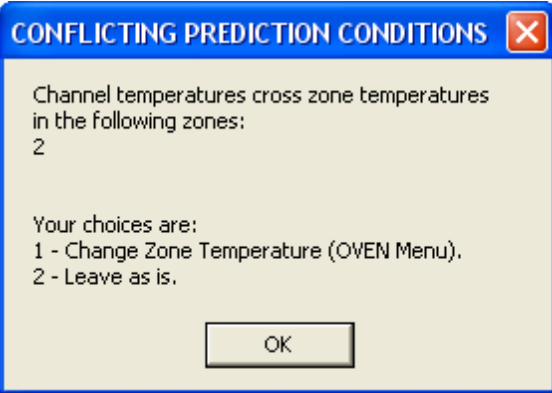 CONFLICTING PREDICTION CONDITIONS
Channel temperatures cross zone temperatures
in the following zones:
2
Your choices are:
1 - Change Zone Temperature (OVEN Menu).
2 - Leave as is.
OK